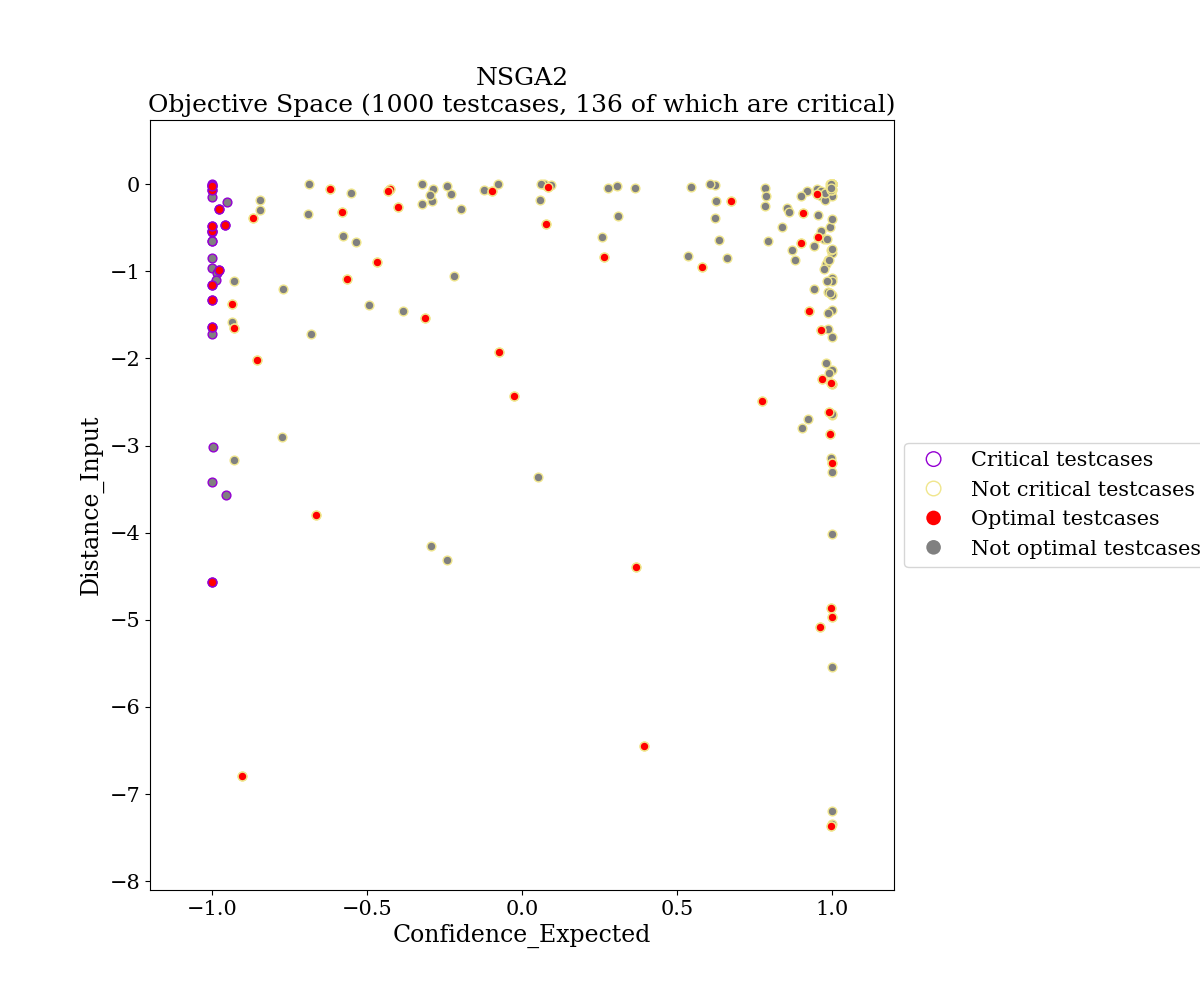 NSGA2
Objective Space (1000 testcases, 136 of which are critical)
0
−1
−2
−3
−4
−5
−6
−7
−8
Distance_Input
−1.0
−0.5
0.0
0.5
1.0
Confidence_Expected
Critical testcases
Not critical testcases
Optimal testcases
Not optimal testcases